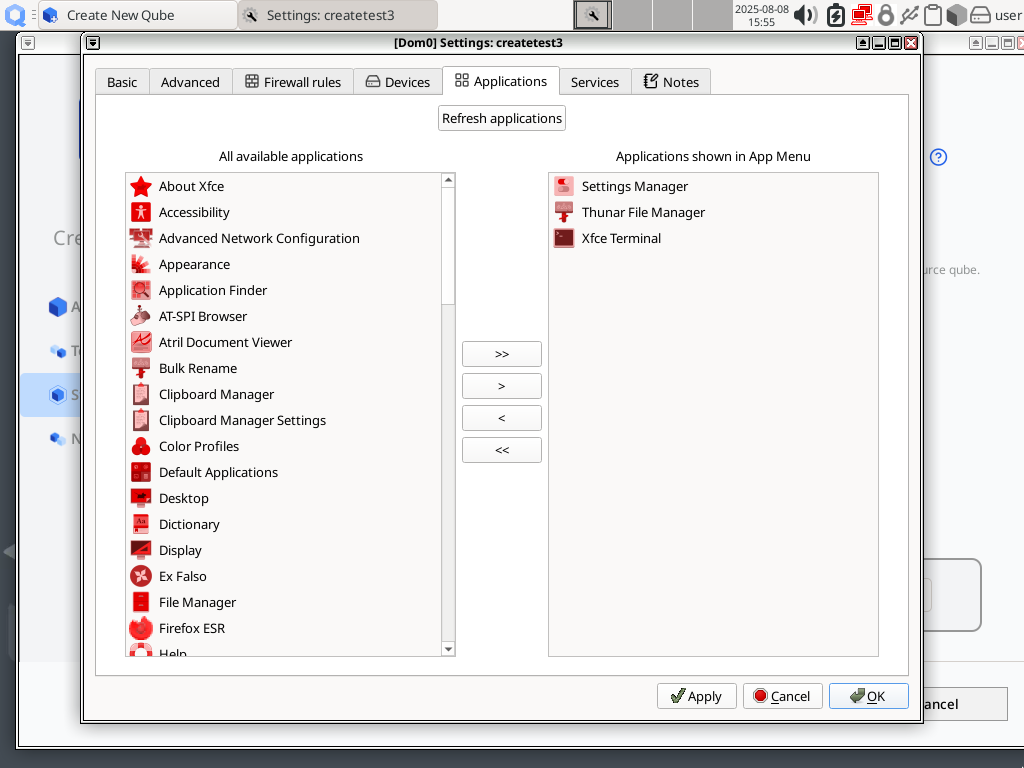 Create New Qube
Settings: createtest3
2025-08-08
15:55
user
[Dom0] Settings: createtest3
Basic
Advanced
Firewall rules
Devices
Applications
Services
Notes
Refresh applications
All available applications
Applications shown in App Menu
About Xfce
Accessibility
Advanced Network Configuration
Appearance
Application Finder
AT-SPI Browser
Atril Document Viewer
Bulk Rename
Clipboard Manager
Clipboard Manager Settings
Color Profiles
Default Applications
Desktop
Dictionary
Display
Ex Falso
File Manager
Firefox ESR
Help
>>
>
<
<<
Settings Manager
Thunar File Manager
Xfce Terminal
Cre
urce qube.
Apply
Cancel
OK
ancel